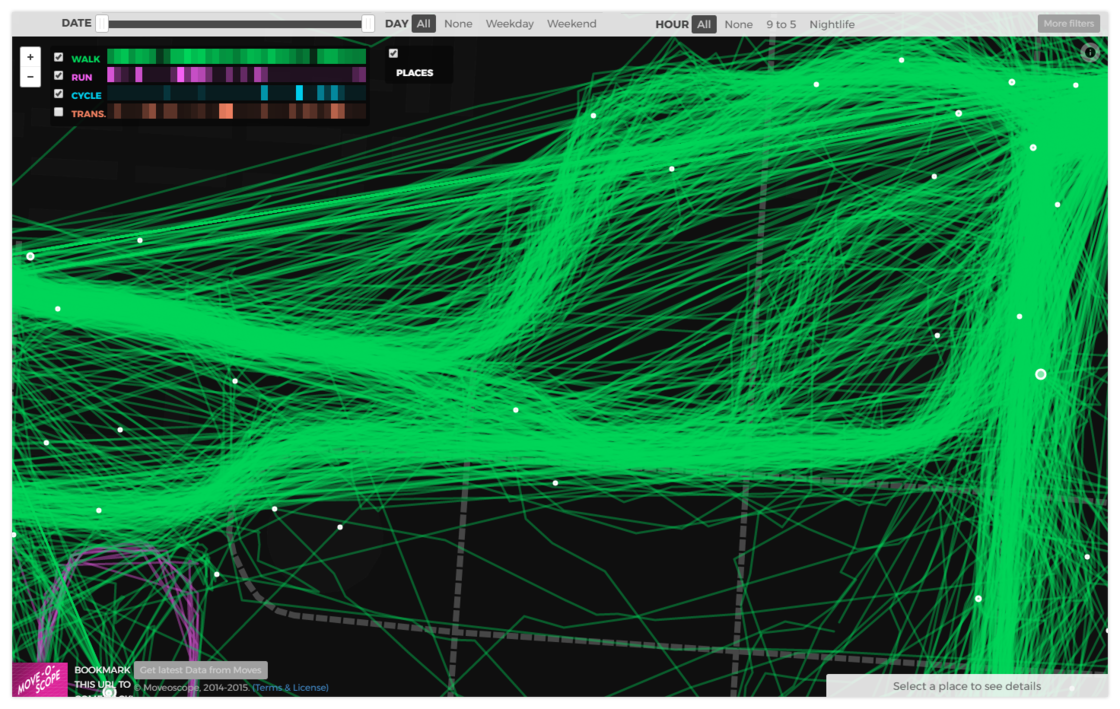 DATE DAY All None Weekday Weekend HOUR All None 9 to 5 Nightlife More filters
+
−
WALK
RUN
CYCLE
TRANS.
PLACES
MOVE-O-SCOPE
BOOKMARK Get latest Data from Moves
THIS URL TO © Moveoscope, 2014-2015. (Terms & License)
Select a place to see details